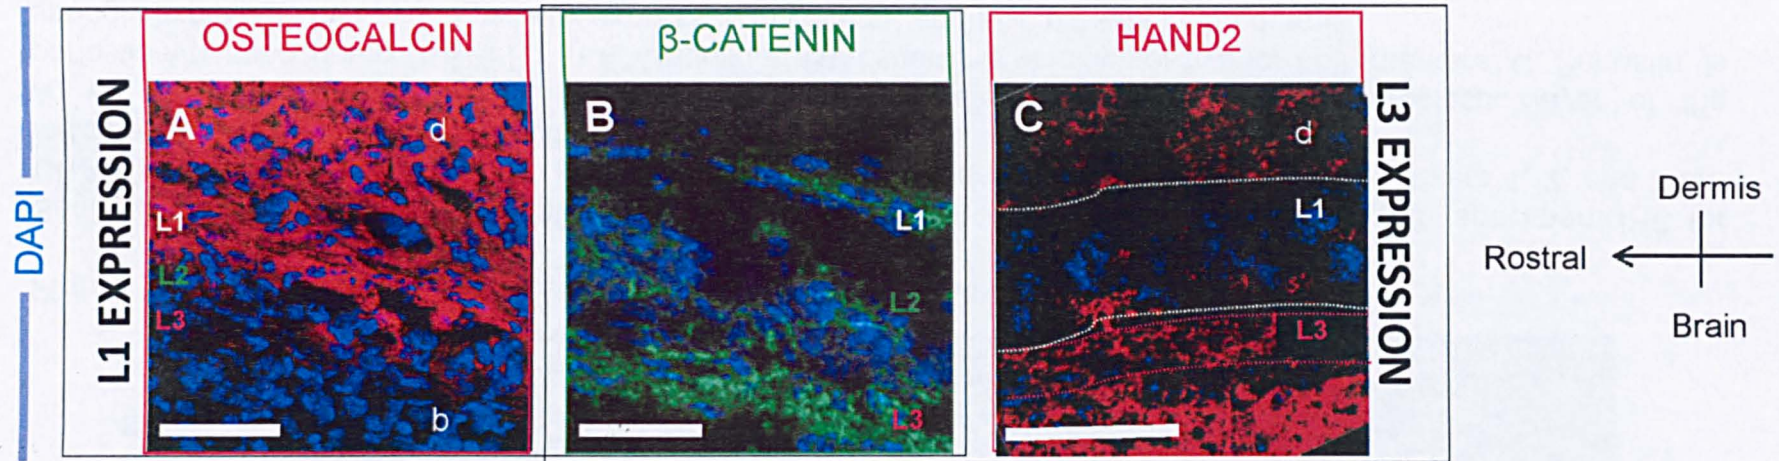 DAPI
L1 EXPRESSION
OSTEOCALCIN
A
d
L1
L2
L3
b
β-CATENIN
B
L1
L2
L3
HAND2
C
d
L1
L3
L3 EXPRESSION
Dermis
Rostral
Brain